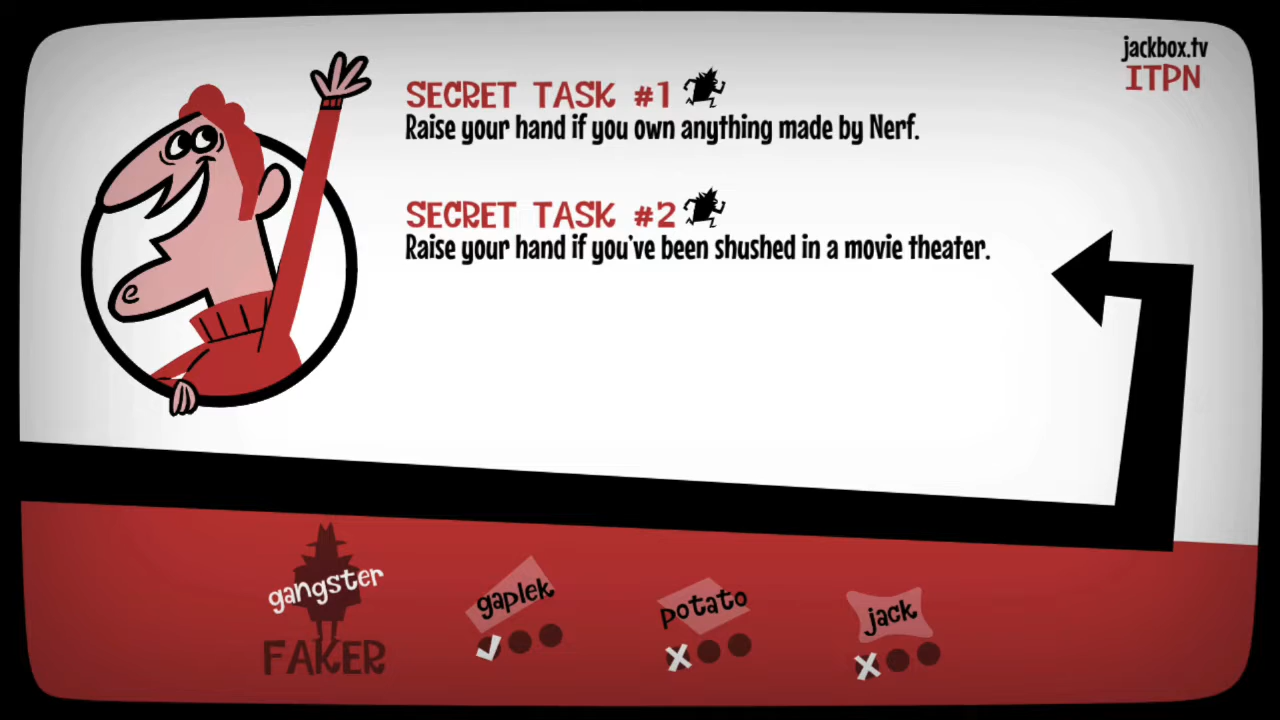 jackbox.tv
ITPN
SECRET TASK #1
Raise your hand if you own anything made by Nerf.
SECRET TASK #2
Raise your hand if you've been shushed in a movie theater.
gangster
FAKER
gaplek
potato
jack